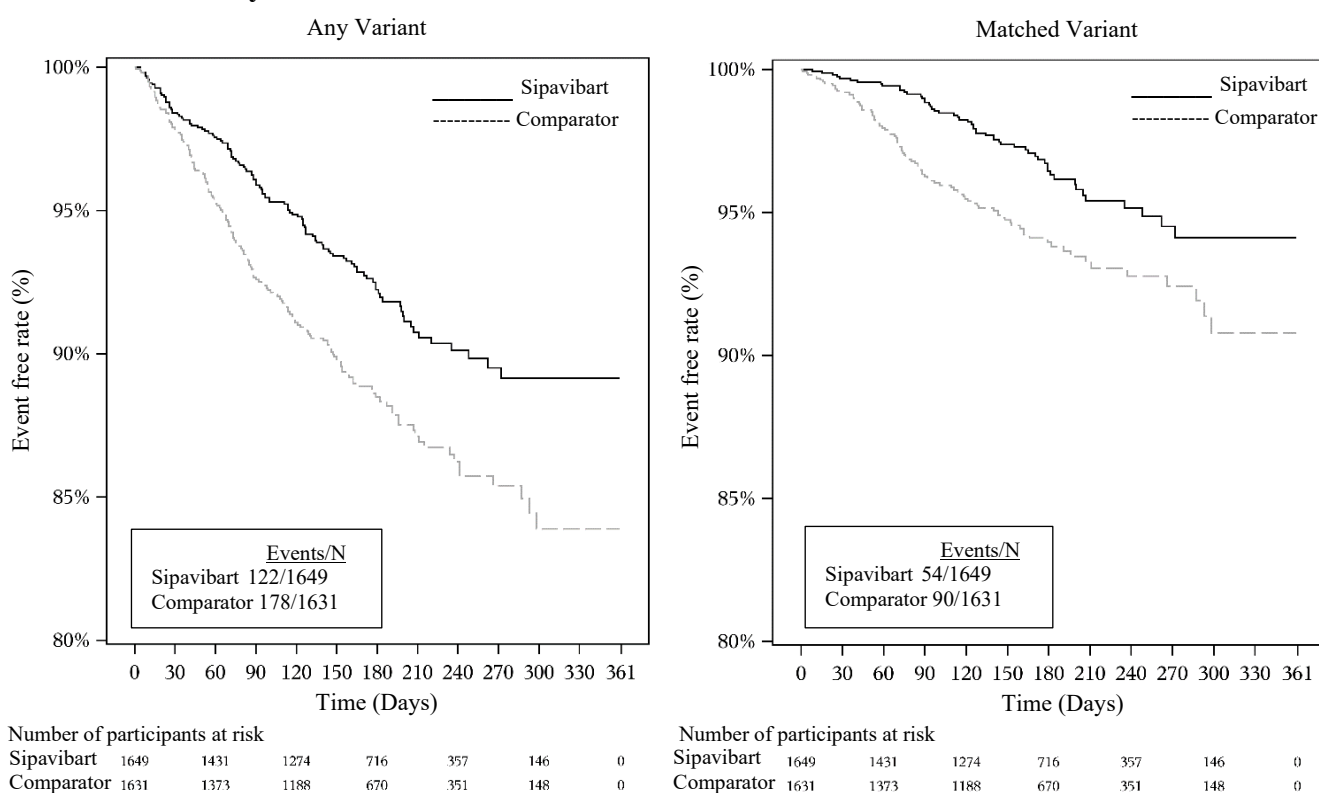 Any Variant
100%
95%
90%
85%
80%
Event free rate (%)
Sipavibart
Comparator
Events/N
Sipavibart 122/1649
Comparator 178/1631
0 30 60 90 120 150 180 210 240 270 300 330 361
Time (Days)
Number of participants at risk
Sipavibart 1649 1431 1274 716 357 146 0
Comparator 1631 1373 1188 670 351 148 0
Matched Variant
100%
95%
90%
85%
80%
Event free rate (%)
Sipavibart
Comparator
Events/N
Sipavibart 54/1649
Comparator 90/1631
0 30 60 90 120 150 180 210 240 270 300 330 361
Time (Days)
Number of participants at risk
Sipavibart 1649 1431 1274 716 357 146 0
Comparator 1631 1373 1188 670 351 148 0